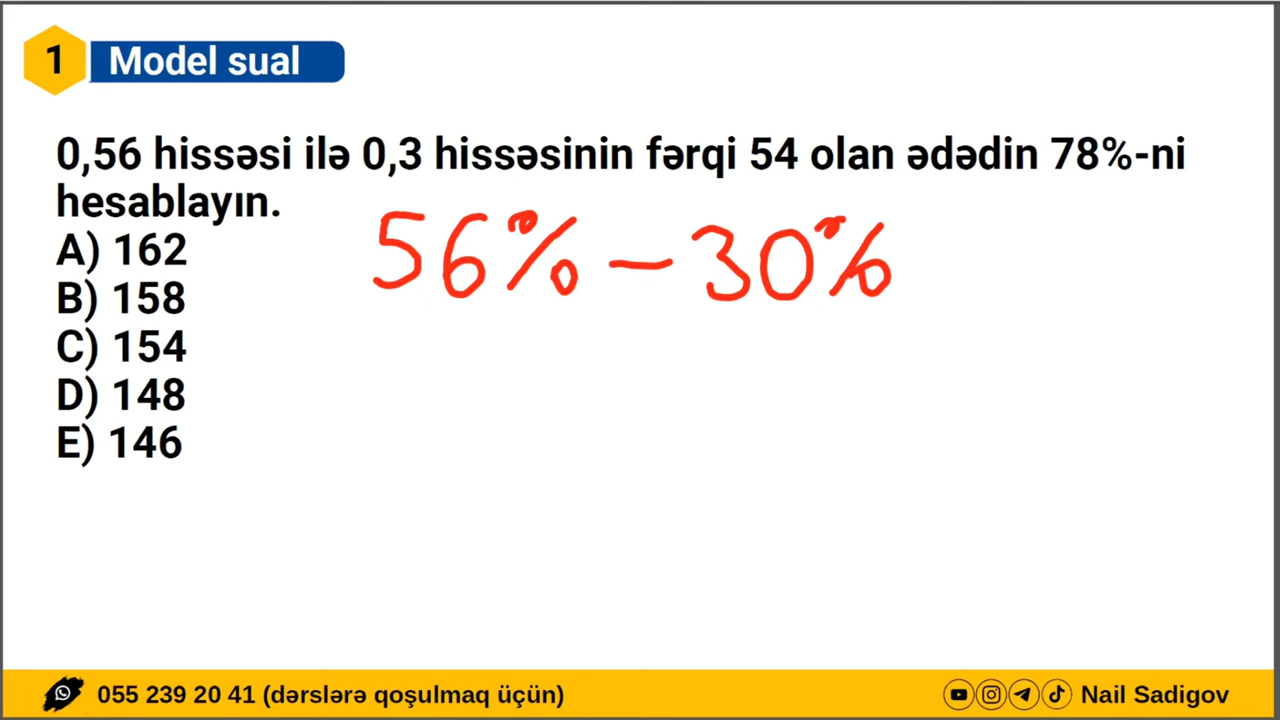 1 Model sual
0,56 hissəsi ilə 0,3 hissəsinin fərqi 54 olan ədədin 78%-ni
hesablayın.
56% – 30%
A) 162
B) 158
C) 154
D) 148
E) 146
055 239 20 41 (dərslərə qoşulmaq üçün)
Nail Sadigov